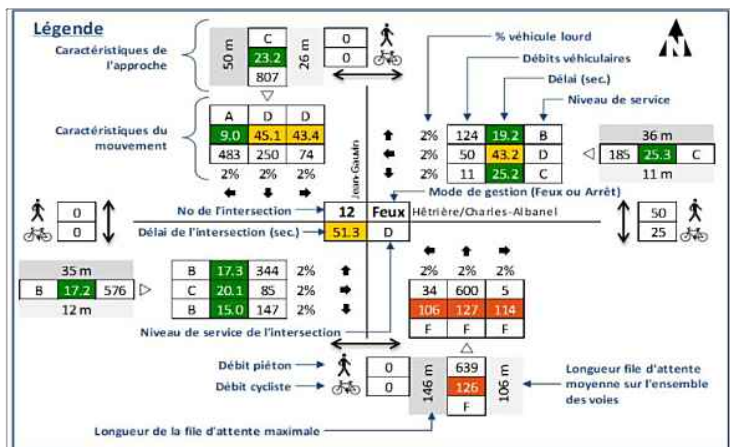 Légende
Caractéristiques de l'approche
50 m
C
23.2
807
26 m
0
0
N
% véhicule lourd
Débits véhiculaires
Délai (sec.)
Niveau de service
Caractéristiques du mouvement
A D D
9.0 45.1 43.4
483 250 74
2% 2% 2%
Jean-Gauvin
2% 124 19.2 B
2% 50 43.2 D
2% 11 25.2 C
36 m
185 25.3 C
11 m
Mode de gestion (Feux ou Arrêt)
No de l'intersection
12 Feux
Hêtrière/Charles-Albanel
Délai de l'intersection (sec.)
51.3 D
0
0
50
25
35 m
B 17.2 576
12 m
B 17.3 344 2%
C 20.1 85 2%
B 15.0 147 2%
2% 2% 2%
34 600 5
106 127 114
F F F
Niveau de service de l'intersection
Débit piéton
0
Débit cycliste
0
146 m
639
126
F
106 m
Longueur file d'attente
moyenne sur l'ensemble
des voies
Longueur de la file d'attente maximale